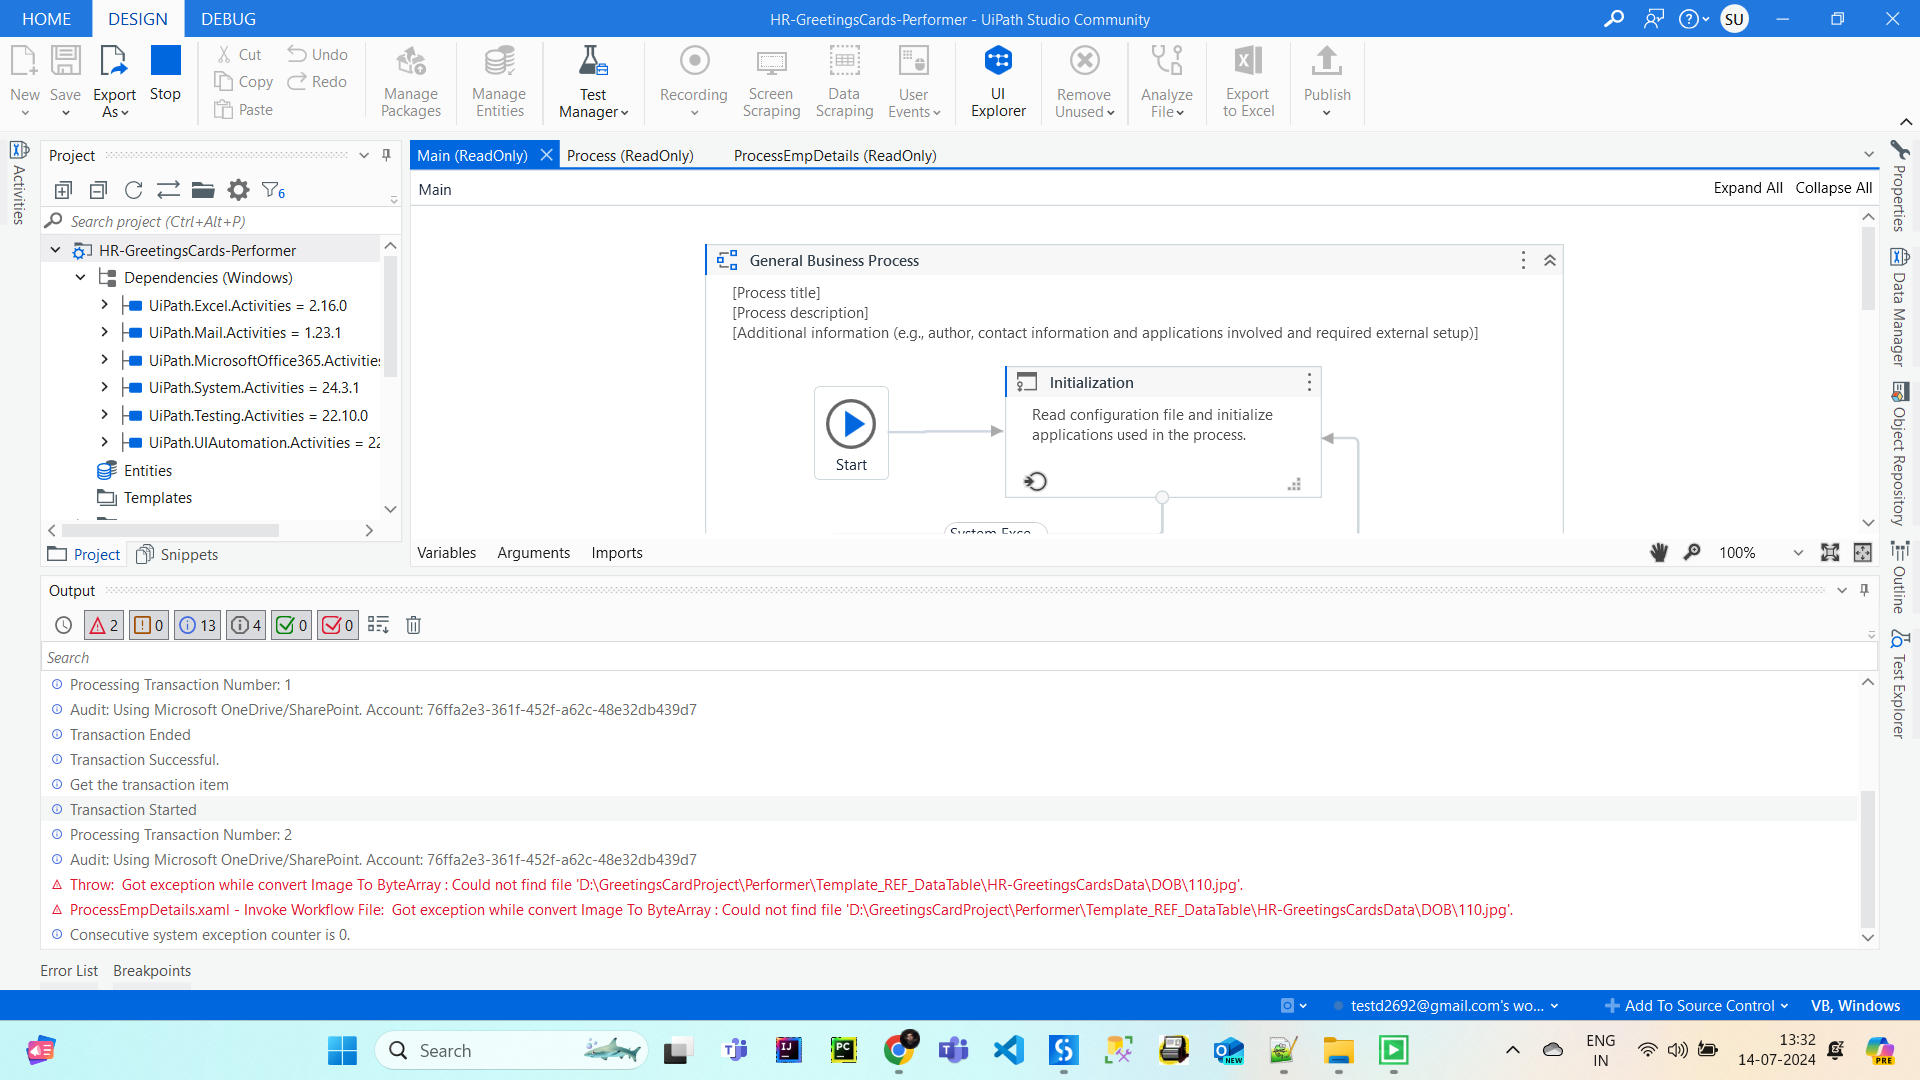 HOME
DESIGN
DEBUG
HR-GreetingsCards-Performer - UiPath Studio Community
SU
New
Save
Export As
Stop
Cut
Copy
Paste
Undo
Redo
Manage Packages
Manage Entities
Test Manager
Recording
Screen Scraping
Data Scraping
User Events
UI Explorer
Remove Unused
Analyze File
Export to Excel
Publish
Activities
Project
6
Search project (Ctrl+Alt+P)
HR-GreetingsCards-Performer
Dependencies (Windows)
UiPath.Excel.Activities = 2.16.0
UiPath.Mail.Activities = 1.23.1
UiPath.MicrosoftOffice365.Activities
UiPath.System.Activities = 24.3.1
UiPath.Testing.Activities = 22.10.0
UiPath.UIAutomation.Activities = 22
Entities
Templates
Project
Snippets
Main (ReadOnly)
Process (ReadOnly)
ProcessEmpDetails (ReadOnly)
Main
Expand All
Collapse All
General Business Process
[Process title]
[Process description]
[Additional information (e.g., author, contact information and applications involved and required external setup)]
Start
Initialization
Read configuration file and initialize
applications used in the process.
System Exce...
Variables
Arguments
Imports
100%
Properties
Data Manager
Object Repository
Outline
Test Explorer
Output
2
0
13
4
0
0
Search
Processing Transaction Number: 1
Audit: Using Microsoft OneDrive/SharePoint. Account: 76ffa2e3-361f-452f-a62c-48e32db439d7
Transaction Ended
Transaction Successful.
Get the transaction item
Transaction Started
Processing Transaction Number: 2
Audit: Using Microsoft OneDrive/SharePoint. Account: 76ffa2e3-361f-452f-a62c-48e32db439d7
Throw: Got exception while convert Image To ByteArray : Could not find file 'D:\GreetingsCardProject\Performer\Template_REF_DataTable\HR-GreetingsCardsData\DOB\110.jpg'.
ProcessEmpDetails.xaml - Invoke Workflow File: Got exception while convert Image To ByteArray : Could not find file 'D:\GreetingsCardProject\Performer\Template_REF_DataTable\HR-GreetingsCardsData\DOB\110.jpg'.
Consecutive system exception counter is 0.
Error List
Breakpoints
testd2692@gmail.com's wo...
Add To Source Control
VB, Windows
Search
ENG
IN
13:32
14-07-2024